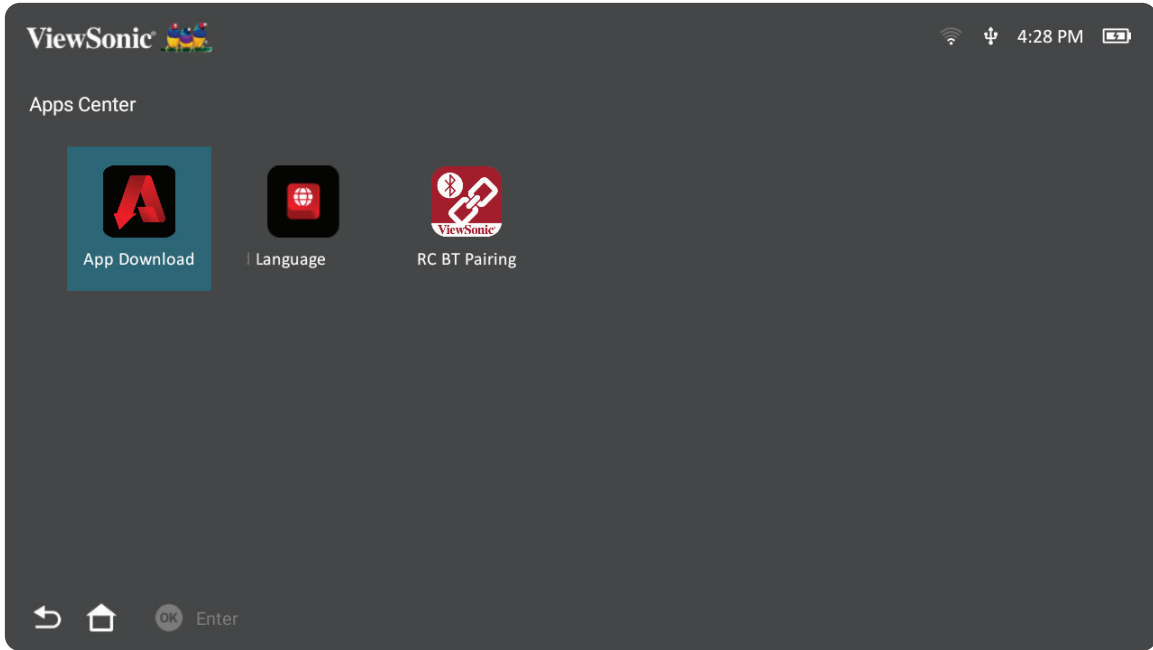 ViewSonic®
4:28 PM
Apps Center
ViewSonic®
App Download
Language
RC BT Pairing
OK Enter